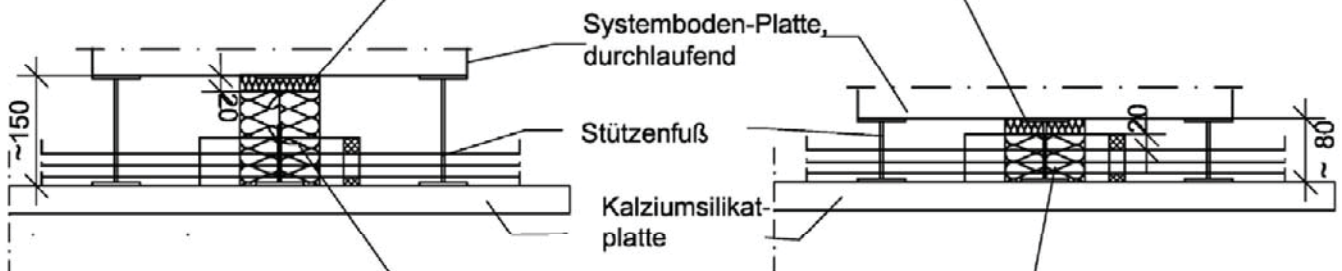 Systemboden-Platte,
durchlaufend
~150
20
Stützenfuß
20
~ 80
Kalziumsilikat-
platte